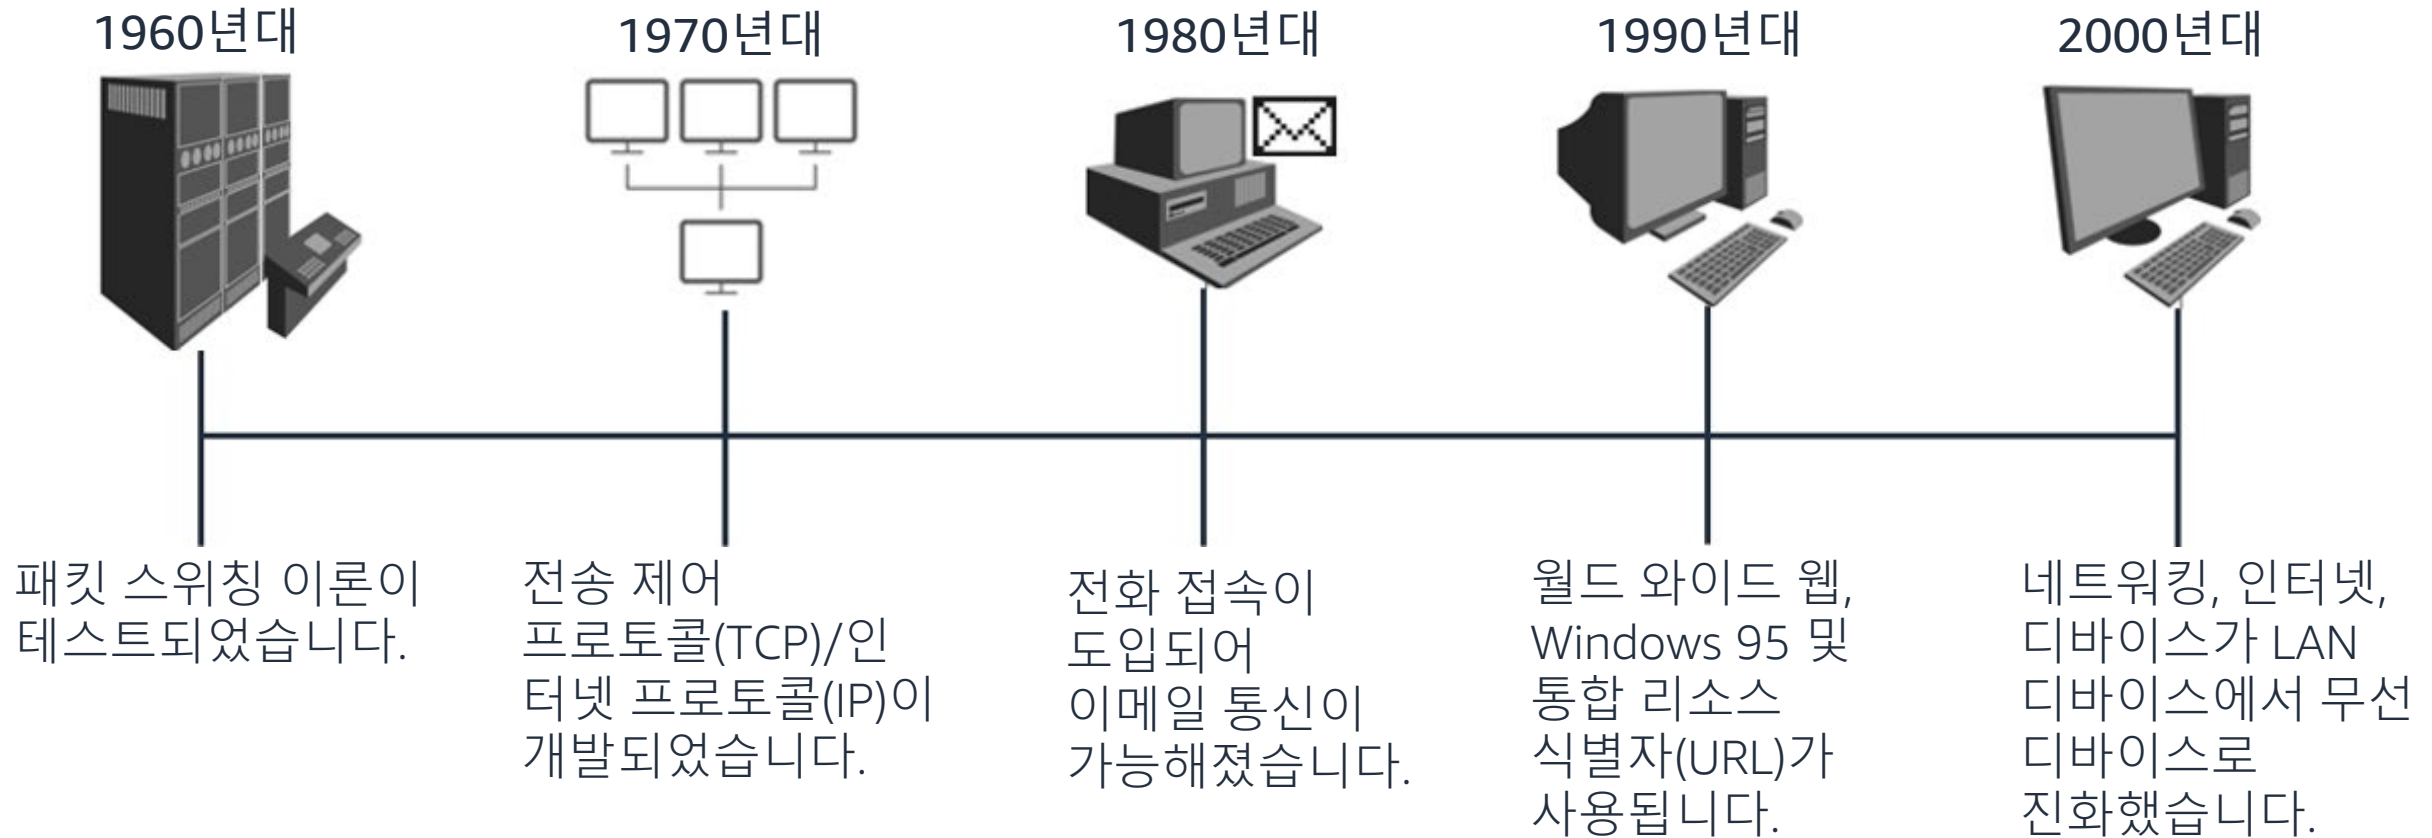 1960년대
패킷 스위칭 이론이
테스트되었습니다.
1970년대
전송 제어
프로토콜(TCP)/인
터넷 프로토콜(IP)이
개발되었습니다.
1980년대
전화 접속이
도입되어
이메일 통신이
가능해졌습니다.
1990년대
월드 와이드 웹,
Windows 95 및
통합 리소스
식별자(URL)가
사용됩니다.
2000년대
네트워킹, 인터넷,
디바이스가 LAN
디바이스에서 무선
디바이스로
진화했습니다.